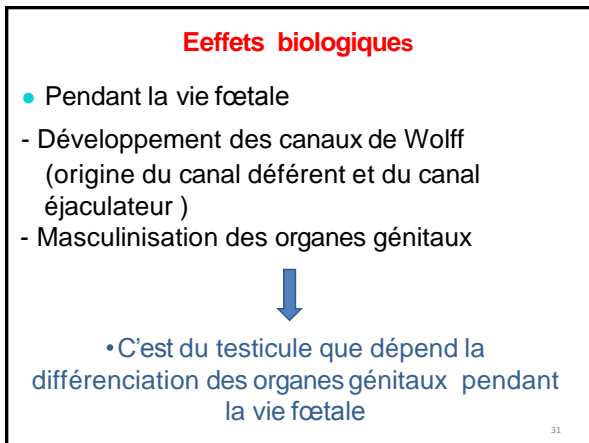 Eeffets biologiques
• Pendant la vie fœtale
- Développement des canaux de Wolff
(origine du canal déférent et du canal
éjaculateur )
- Masculinisation des organes génitaux
•C'est du testicule que dépend la
différenciation des organes génitaux pendant
la vie fœtale
31